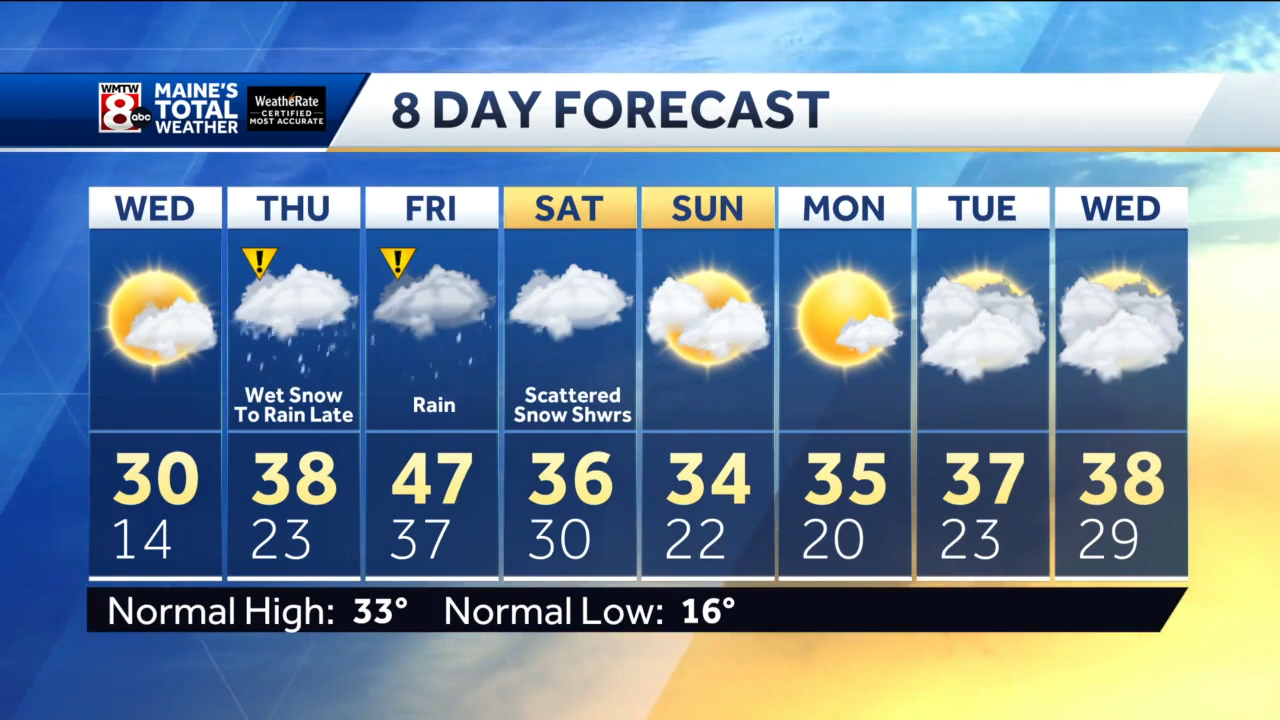 WMTW
8
abc
MAINE'S
TOTAL
WEATHER
WeatheRate
CERTIFIED
MOST ACCURATE
8 DAY FORECAST
WED THU FRI SAT SUN MON TUE WED
! !
Wet Snow
To Rain Late
Rain
Scattered
Snow Shwrs
30 38 47 36 34 35 37 38
14 23 37 30 22 20 23 29
Normal High: 33° Normal Low: 16°